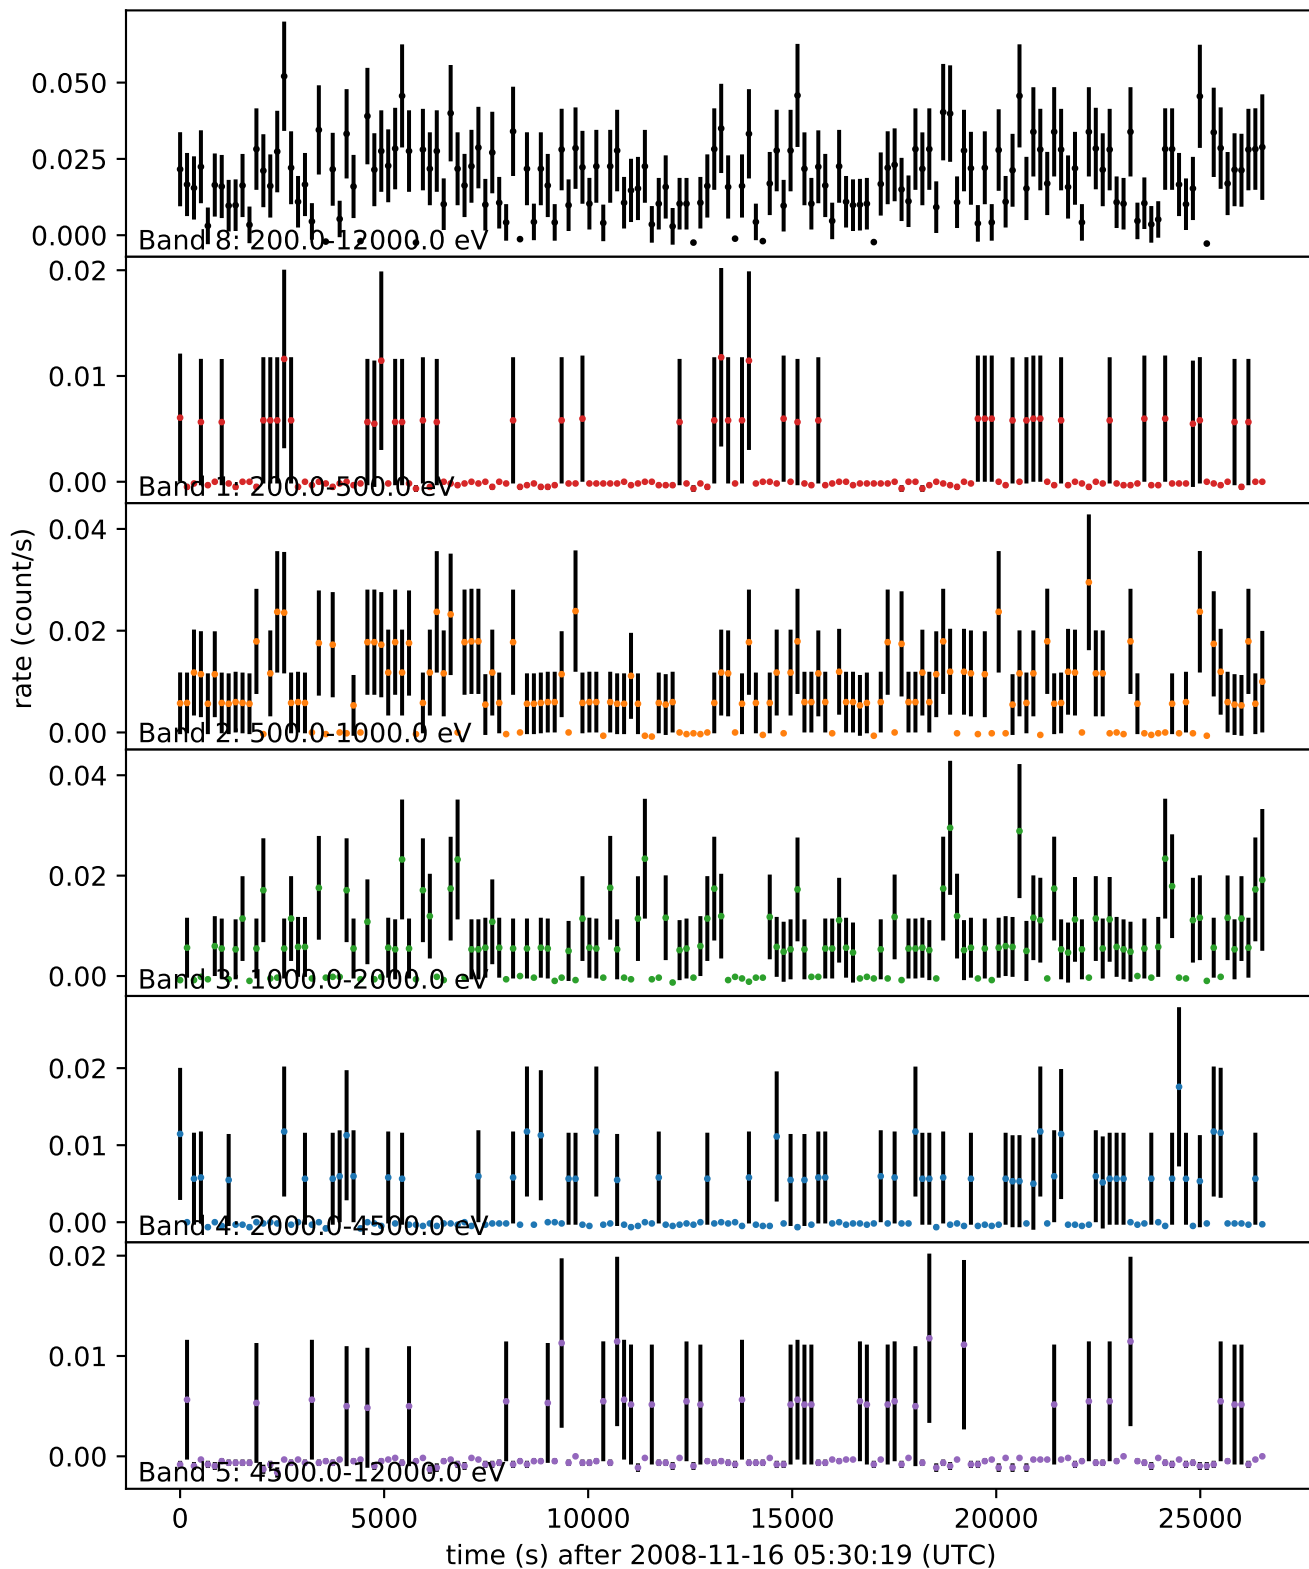 0.050
0.025
0.000
Band 8: 200.0-12000.0 eV
0.02
0.01
0.00
Band 1: 200.0-500.0 eV
0.04
0.02
0.00
Band 2: 500.0-1000.0 eV
rate (count/s)
0.04
0.02
0.00
Band 3: 1000.0-2000.0 eV
0.02
0.01
0.00
Band 4: 2000.0-4500.0 eV
0.02
0.01
0.00
Band 5: 4500.0-12000.0 eV
0 5000 10000 15000 20000 25000
time (s) after 2008-11-16 05:30:19 (UTC)